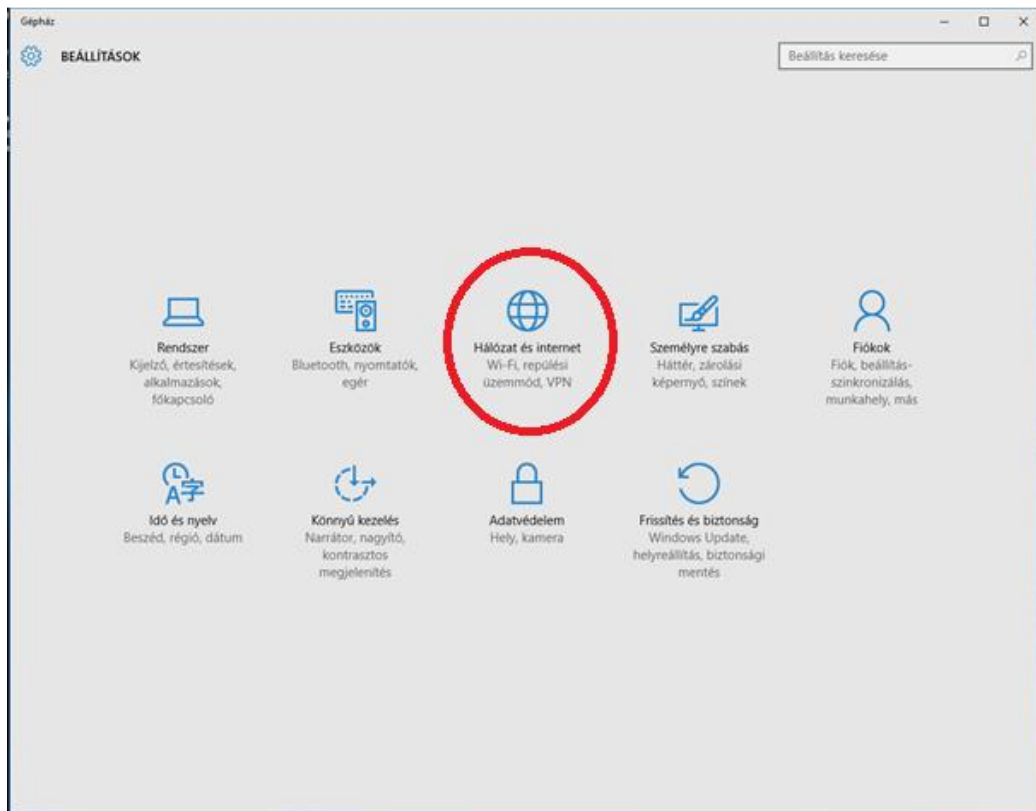 Gépház
BEÁLLÍTÁSOK
Beállítás keresése
Rendszer
Kijelző, értesítések,
alkalmazások,
főkapcsoló
Eszközök
Bluetooth, nyomtatók,
egér
Hálózat és internet
Wi-Fi, repülési
üzemmód, VPN
Személyre szabás
Háttér, zárolási
képernyő, színek
Fiókok
Fiók, beállítás-
szinkronizálás,
munkahely, más
Idő és nyelv
Beszéd, régió, dátum
Könnyű kezelés
Narrátor, nagyító,
kontrasztos
megjelenítés
Adatvédelem
Hely, kamera
Frissítés és biztonság
Windows Update,
helyreállítás, biztonsági
mentés